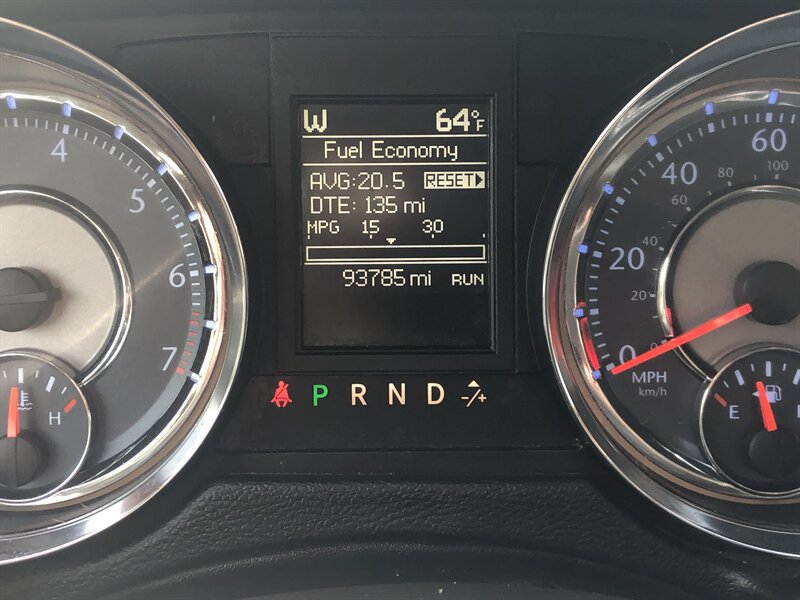 W 64°F
Fuel Economy
AVG:20.5 RESET
DTE: 135 mi
MPG 15 30
93785 mi RUN
P R N D -/+
4
5
6
7
H
60
100
40
80
60
20
40
20
0
0
MPH
km/h
E